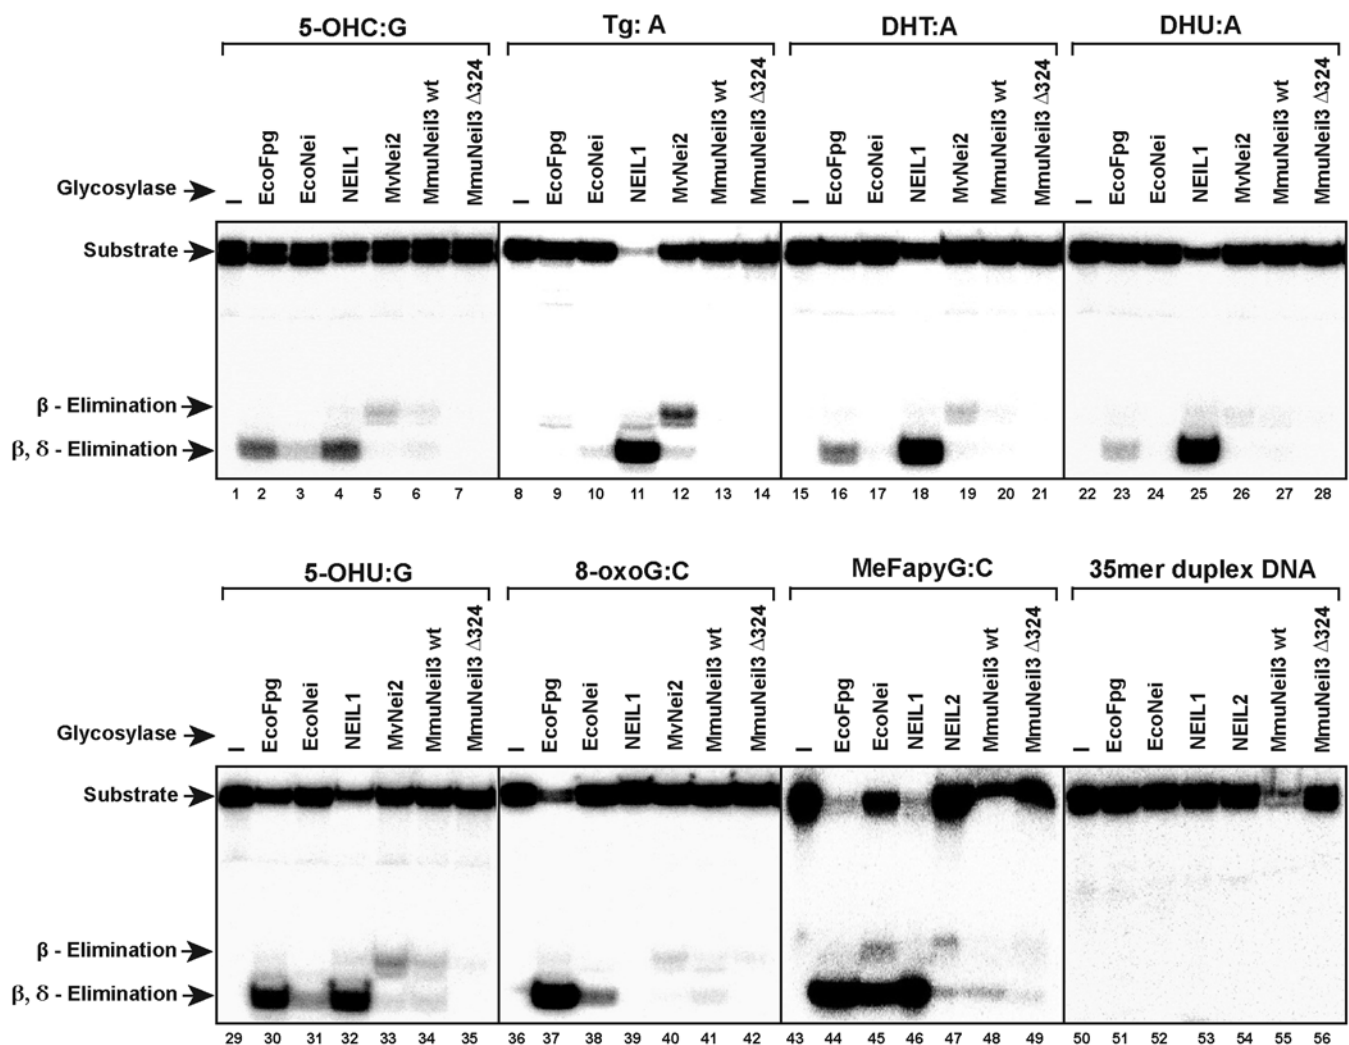 5-OHC:G Tg: A DHT:A DHU:A
Glycosylase – EcoFpg EcoNei NEIL1 MvNei2 MmuNeil3 wt MmuNeil3 Δ324 – EcoFpg EcoNei NEIL1 MvNei2 MmuNeil3 wt MmuNeil3 Δ324 – EcoFpg EcoNei NEIL1 MvNei2 MmuNeil3 wt MmuNeil3 Δ324 – EcoFpg EcoNei NEIL1 MvNei2 MmuNeil3 wt MmuNeil3 Δ324
Substrate
β - Elimination
β, δ - Elimination
1 2 3 4 5 6 7 8 9 10 11 12 13 14 15 16 17 18 19 20 21 22 23 24 25 26 27 28
5-OHU:G 8-oxoG:C MeFapyG:C 35mer duplex DNA
Glycosylase – EcoFpg EcoNei NEIL1 MvNei2 MmuNeil3 wt MmuNeil3 Δ324 – EcoFpg EcoNei NEIL1 MvNei2 MmuNeil3 wt MmuNeil3 Δ324 – EcoFpg EcoNei NEIL1 NEIL2 MmuNeil3 wt MmuNeil3 Δ324 – EcoFpg EcoNei NEIL1 NEIL2 MmuNeil3 wt MmuNeil3 Δ324
Substrate
β - Elimination
β, δ - Elimination
29 30 31 32 33 34 35 36 37 38 39 40 41 42 43 44 45 46 47 48 49 50 51 52 53 54 55 56